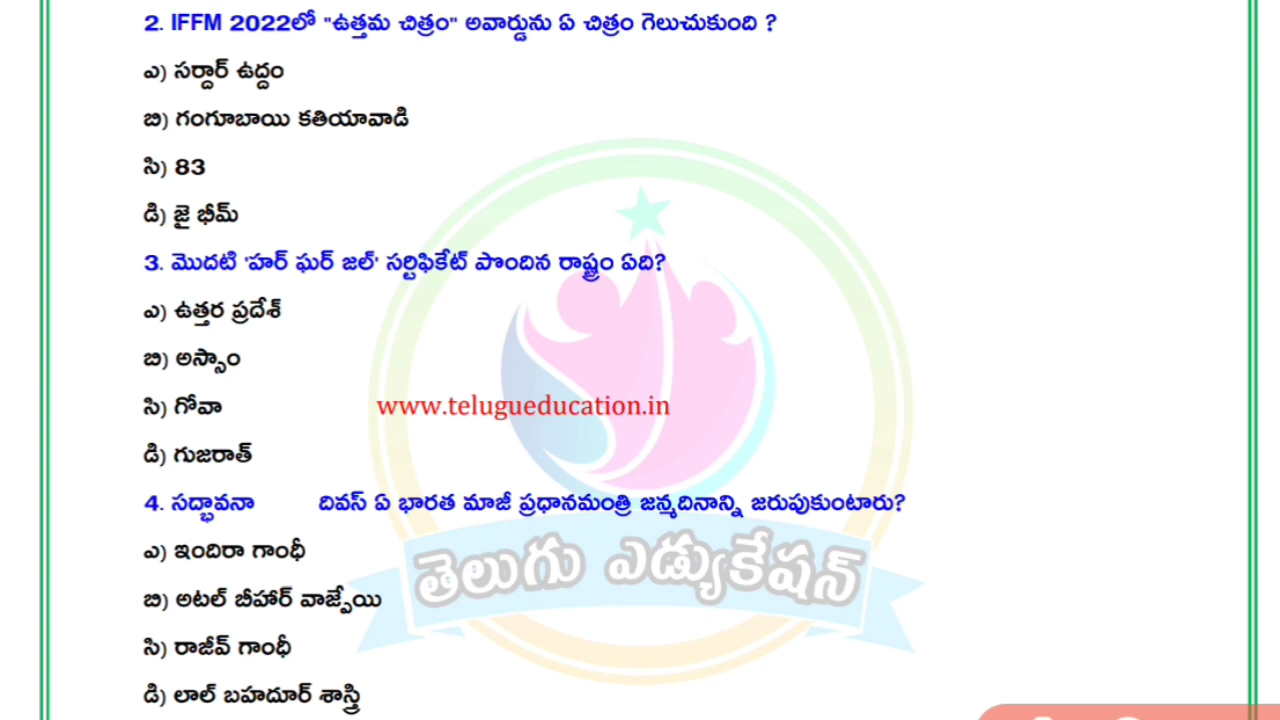 2. IFFM 2022లో "ఉత్తమ చిత్రం" అవార్డును ఏ చిత్రం గెలుచుకుంది ?
ఎ) సర్దార్ ఉద్దం
బి) గంగూబాయి కతియావాడి
సి) 83
డి) జై భీమ్
3. మొదటి 'హర్ ఘర్ జల్' సర్టిఫికేట్ పొందిన రాష్ట్రం ఏది?
ఎ) ఉత్తర ప్రదేశ్
బి) అస్సాం
సి) గోవా
www.telugueducation.in
డి) గుజరాత్
4. సద్భావనా దివస్ ఏ భారత మాజీ ప్రధానమంత్రి జన్మదినాన్ని జరుపుకుంటారు?
ఎ) ఇందిరా గాంధీ
తెలుగు ఎడ్యుకేషన్
బి) అటల్ బీహార్ వాజ్పేయి
సి) రాజీవ్ గాంధీ
డి) లాల్ బహదూర్ శాస్త్రి